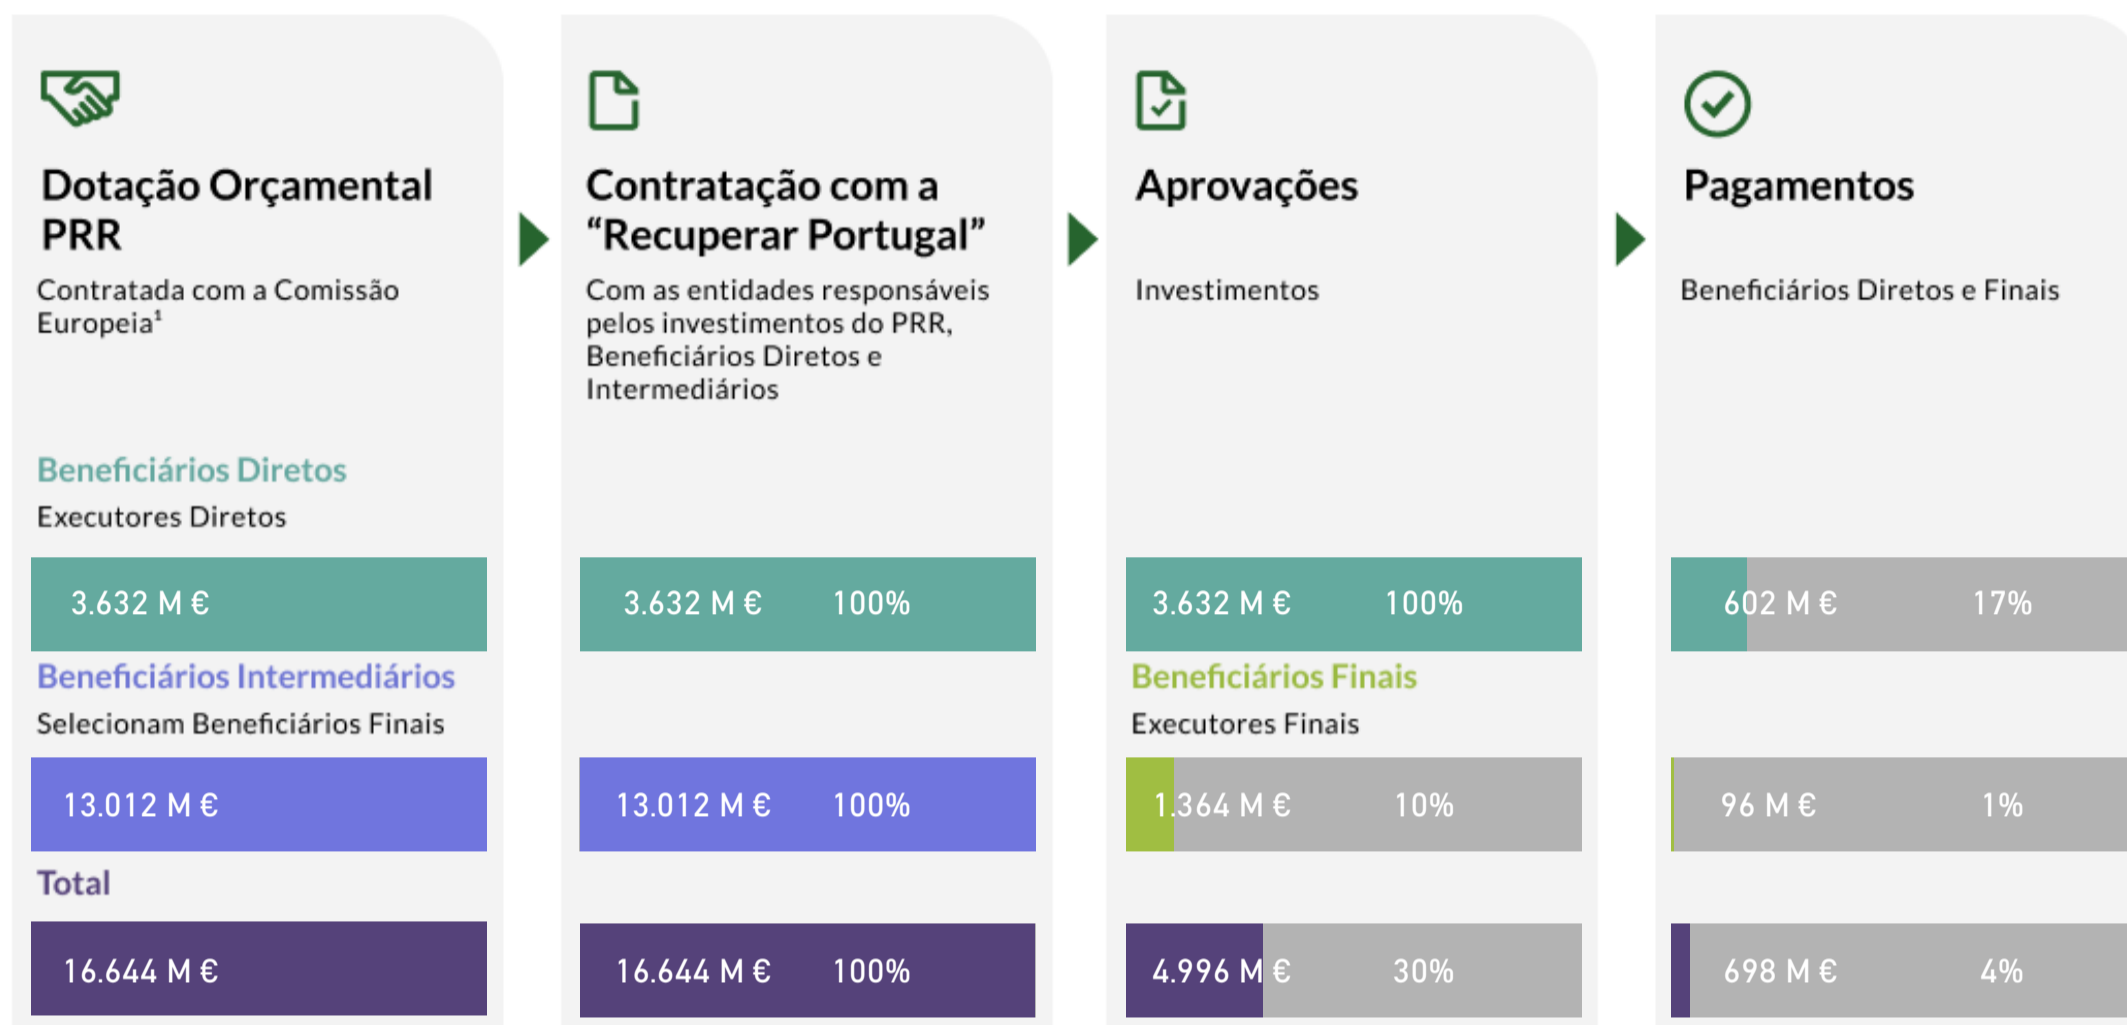 Dotação Orçamental
PRR
Contratada com a Comissão
Europeia¹
Beneficiários Diretos
Executores Diretos
3.632 M €
Beneficiários Intermediários
Selecionam Beneficiários Finais
13.012 M €
Total
16.644 M €
Contratação com a
“Recuperar Portugal”
Com as entidades responsáveis
pelos investimentos do PRR,
Beneficiários Diretos e
Intermediários
3.632 M € 100%
13.012 M € 100%
16.644 M € 100%
Aprovações
Investimentos
3.632 M € 100%
Beneficiários Finais
Executores Finais
1.364 M € 10%
4.996 M € 30%
Pagamentos
Beneficiários Diretos e Finais
602 M € 17%
96 M € 1%
698 M € 4%